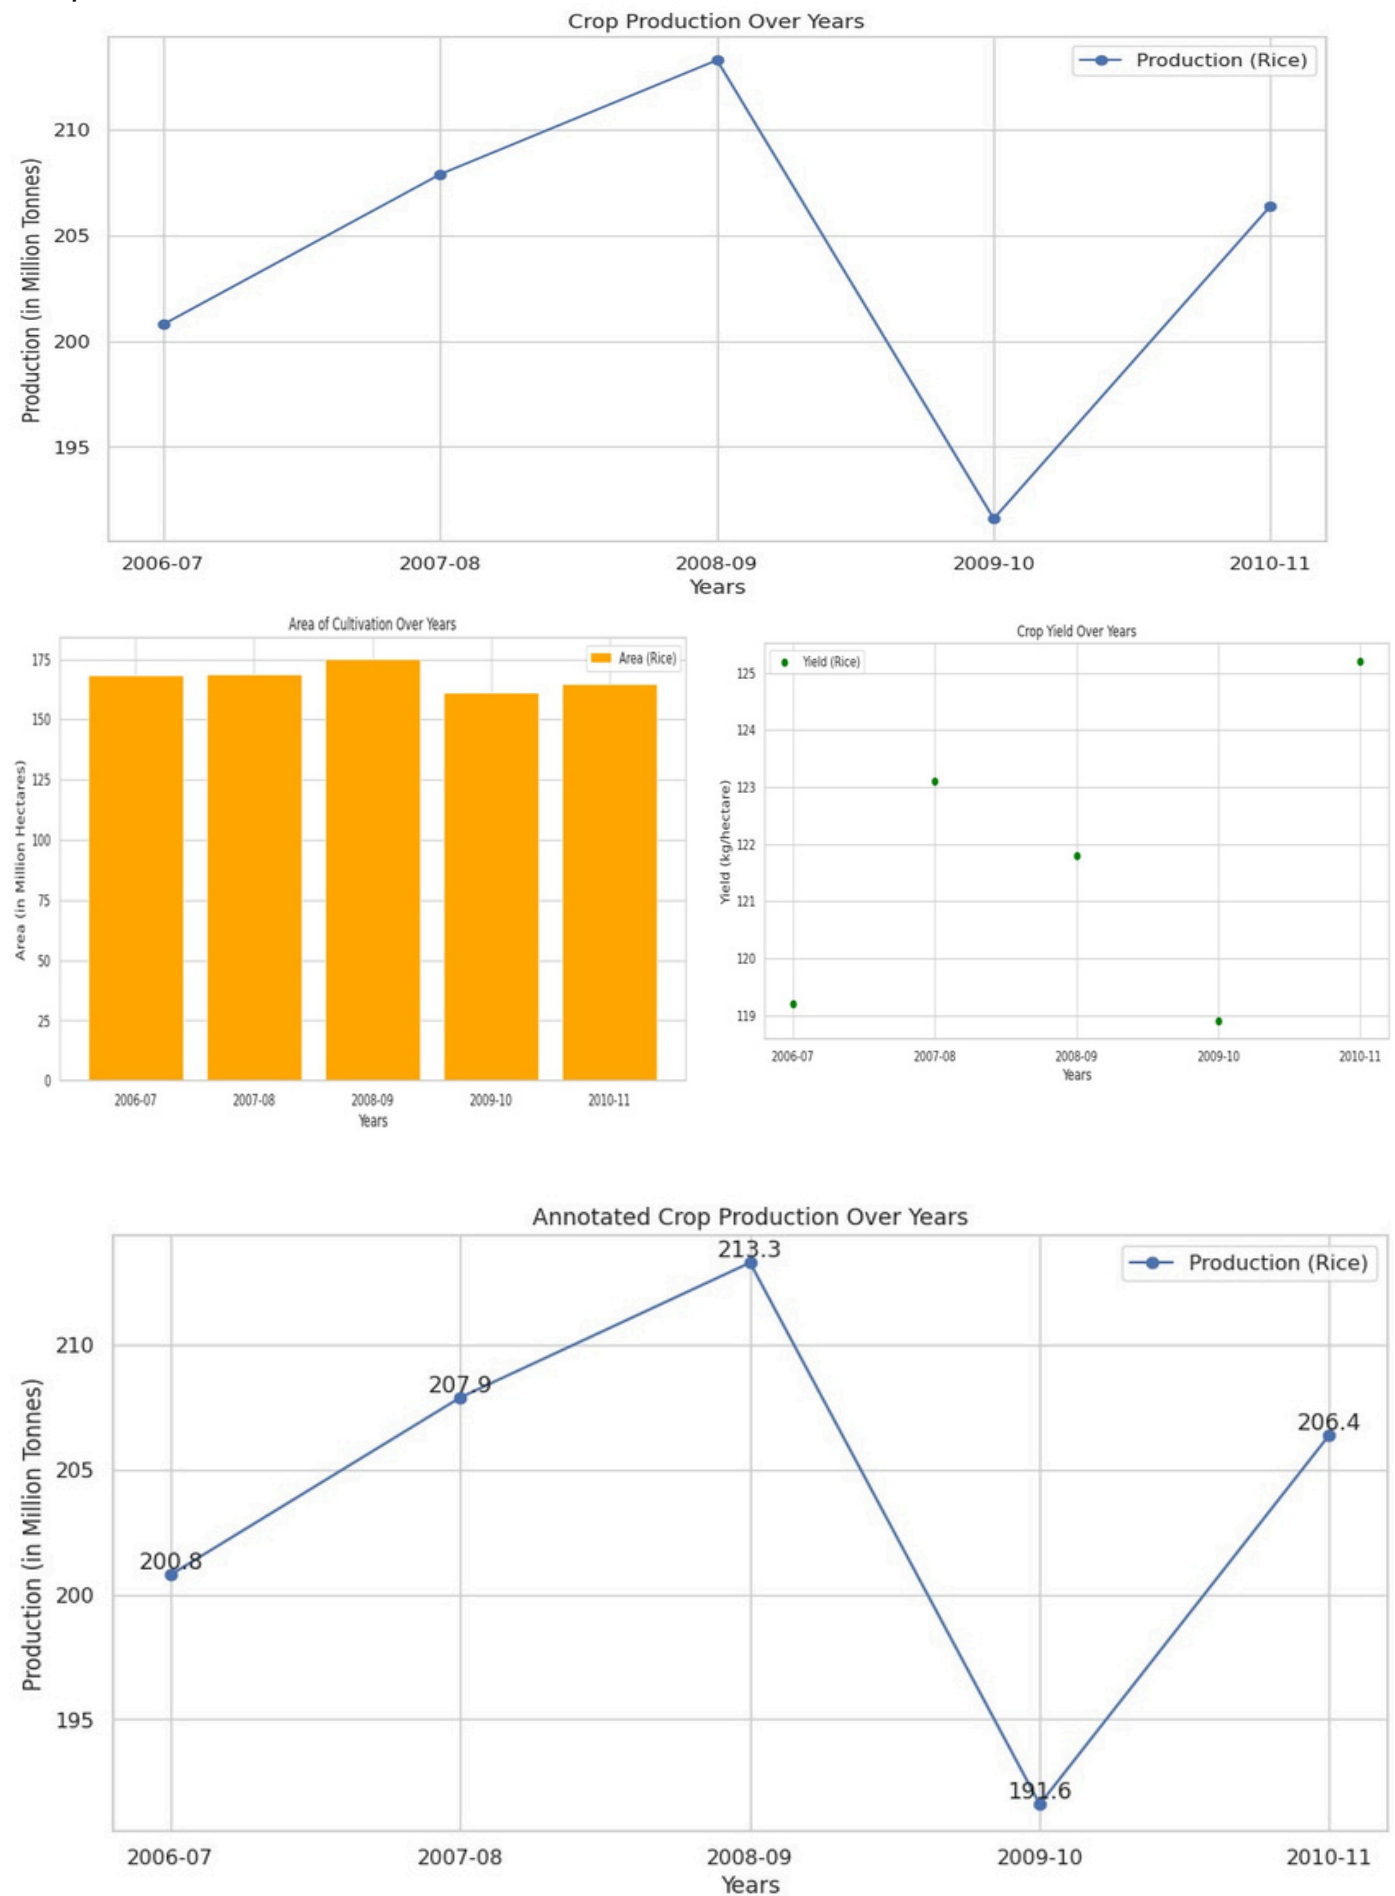 Crop Production Over Years
Production (Rice)
Production (in Million Tonnes)
210
205
200
195
2006-07 2007-08 2008-09 2009-10 2010-11
Years
Area of Cultivation Over Years
Area (Rice)
Area (in Million Hectares)
175
150
125
100
75
50
25
0
2006-07 2007-08 2008-09 2009-10 2010-11
Years
Crop Yield Over Years
Yield (Rice)
Yield (kg/hectare)
125
124
123
122
121
120
119
2006-07 2007-08 2008-09 2009-10 2010-11
Years
Annotated Crop Production Over Years
Production (Rice)
Production (in Million Tonnes)
210
205
200
195
200.8
207.9
213.3
191.6
206.4
2006-07 2007-08 2008-09 2009-10 2010-11
Years